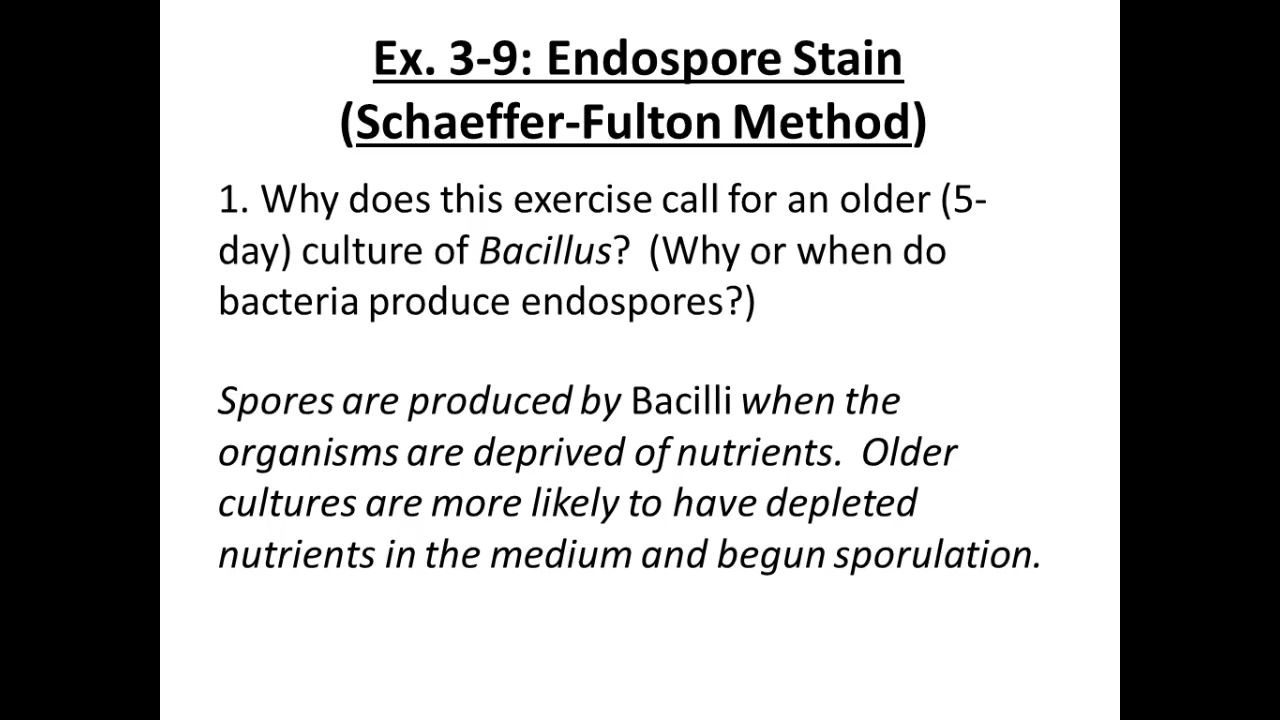 Ex. 3-9: Endospore Stain
(Schaeffer-Fulton Method)
1. Why does this exercise call for an older (5-
day) culture of Bacillus?  (Why or when do
bacteria produce endospores?)
Spores are produced by Bacilli when the
organisms are deprived of nutrients.  Older
cultures are more likely to have depleted
nutrients in the medium and begun sporulation.